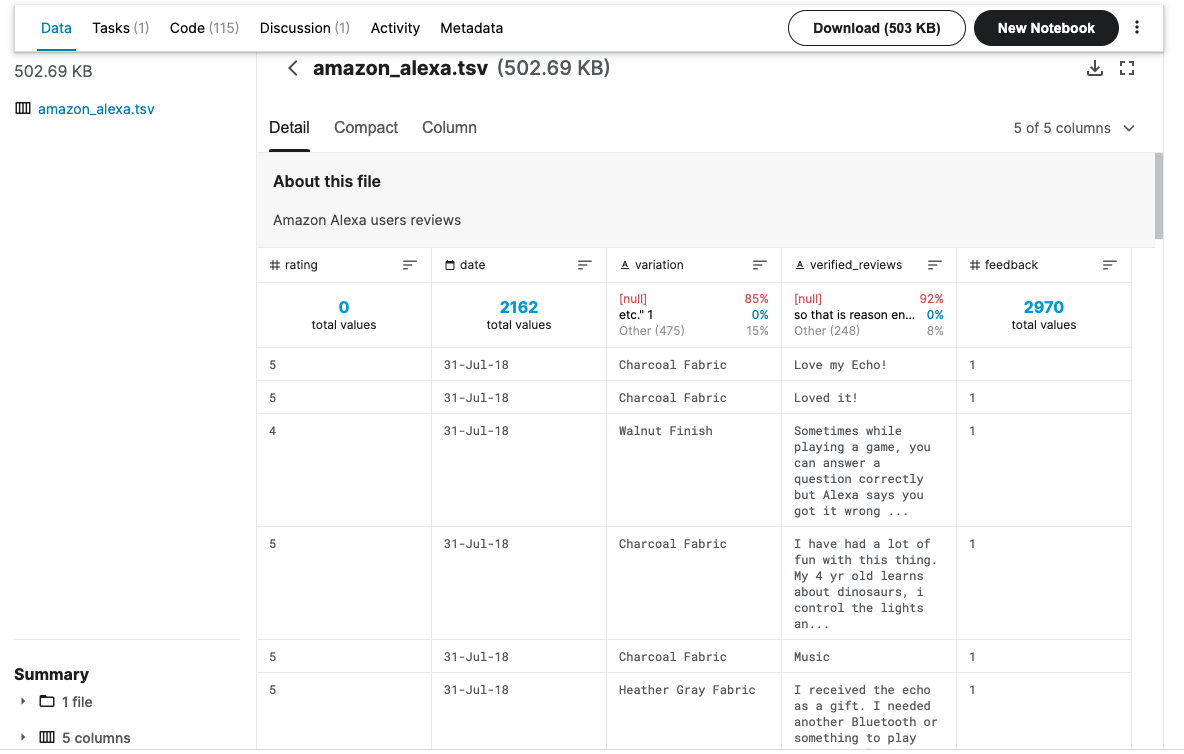 Data Tasks (1) Code (115) Discussion (1) Activity Metadata Download (503 KB) New Notebook
502.69 KB
amazon_alexa.tsv
amazon_alexa.tsv (502.69 KB)
Detail Compact Column 5 of 5 columns
About this file
Amazon Alexa users reviews
rating date variation verified_reviews feedback
0
total values
2162
total values
[null] 85%
etc." 1 0%
Other (475) 15%
[null] 92%
so that is reason en... 0%
Other (248) 8%
2970
total values
5 31-Jul-18 Charcoal Fabric Love my Echo! 1
5 31-Jul-18 Charcoal Fabric Loved it! 1
4 31-Jul-18 Walnut Finish Sometimes while 1
playing a game, you
can answer a
question correctly
but Alexa says you
got it wrong ...
5 31-Jul-18 Charcoal Fabric I have had a lot of 1
fun with this thing.
My 4 yr old learns
about dinosaurs, i
control the lights
an...
5 31-Jul-18 Charcoal Fabric Music 1
5 31-Jul-18 Heather Gray Fabric I received the echo 1
as a gift. I needed
another Bluetooth or
something to play
Summary
1 file
5 columns